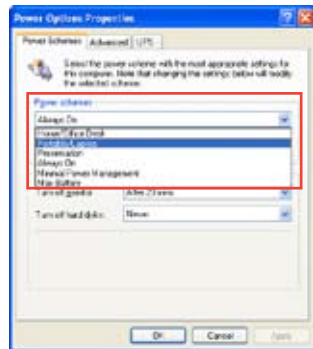 Power Options Properties
Power Schemes Advanced UPS
Select the power scheme with the most appropriate settings for
this computer. Note that changing the settings below will modify
the selected scheme.
Power schemes
Always On
Home/Office Desk
Portable/Laptop
Presentation
Always On
Minimal Power Management
Max Battery
Turn off monitor: After 20 mins
Turn off hard disks: Never
OK Cancel Apply